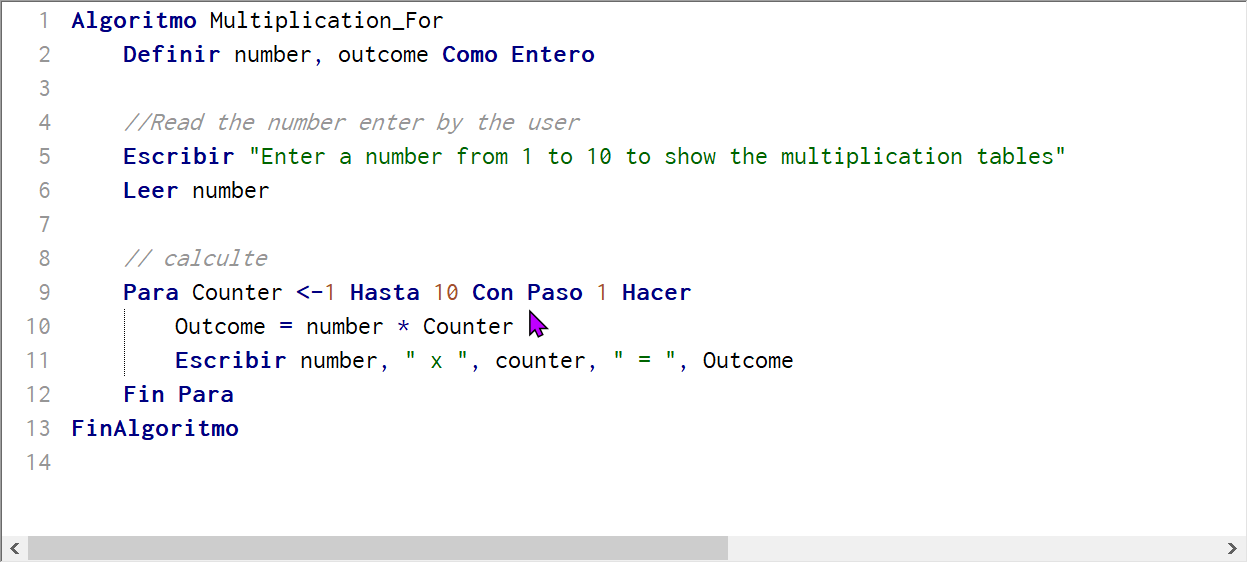 1 Algoritmo Multiplication_For
2 Definir number, outcome Como Entero
3
4 //Read the number enter by the user
5 Escribir "Enter a number from 1 to 10 to show the multiplication tables"
6 Leer number
7
8 // calculte
9 Para Counter <-1 Hasta 10 Con Paso 1 Hacer
10 Outcome = number * Counter
11 Escribir number, " x ", counter, " = ", Outcome
12 Fin Para
13 FinAlgoritmo
14